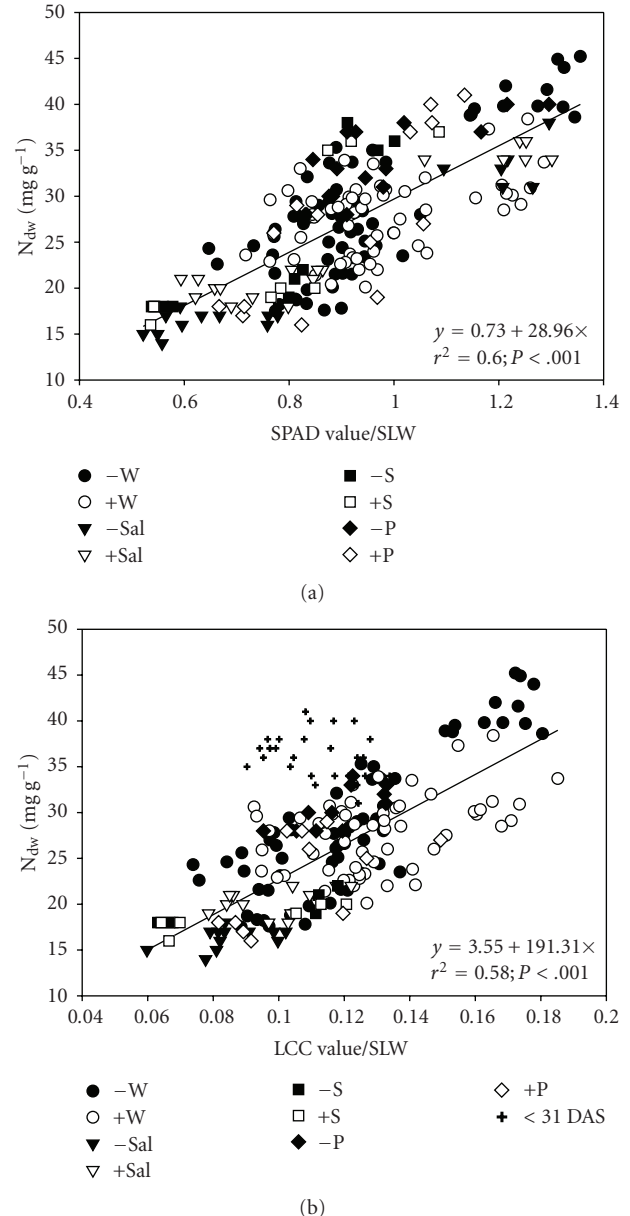 50
45
40
35
30
25
20
15
10
N_dw (mg g⁻¹)
y = 0.73 + 28.96×
r² = 0.6; P < .001
0.4 0.6 0.8 1 1.2 1.4
SPAD value/SLW
−W −S
+W +S
−Sal −P
+Sal +P
(a)
50
45
40
35
30
25
20
15
10
N_dw (mg g⁻¹)
y = 3.55 + 191.31×
r² = 0.58; P < .001
0.04 0.06 0.08 0.1 0.12 0.14 0.16 0.18 0.2
LCC value/SLW
−W −S +P
+W +S < 31 DAS
−Sal −P
+Sal
(b)